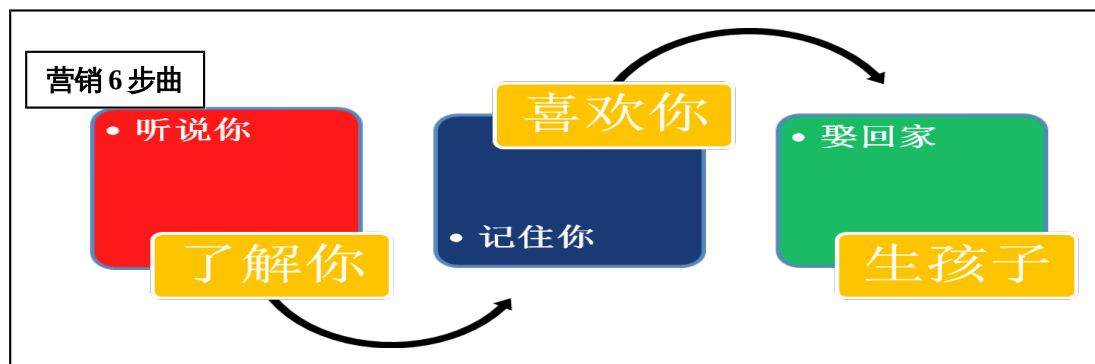 营销6步曲
• 听说你
了解你
• 记住你
喜欢你
• 娶回家
生孩子